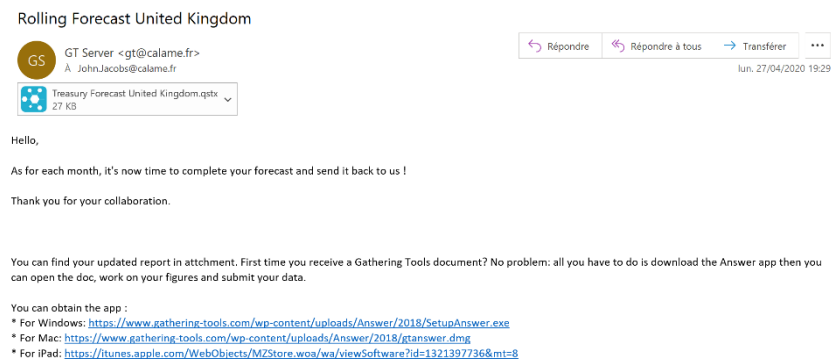 Rolling Forecast United Kingdom
GS
GT Server <gt@calame.fr>
À John.Jacobs@calame.fr
Répondre
Répondre à tous
Transférer
...
lun. 27/04/2020 19:29
Treasury Forecast United Kingdom.qstx
27 KB
Hello,
As for each month, it's now time to complete your forecast and send it back to us !
Thank you for your collaboration.
You can find your updated report in attchment. First time you receive a Gathering Tools document? No problem: all you have to do is download the Answer app then you
can open the doc, work on your figures and submit your data.
You can obtain the app :
* For Windows: https://www.gathering-tools.com/wp-content/uploads/Answer/2018/SetupAnswer.exe
* For Mac: https://www.gathering-tools.com/wp-content/uploads/Answer/2018/gtanswer.dmg
* For iPad: https://itunes.apple.com/WebObjects/MZStore.woa/wa/viewSoftware?id=1321397736&mt=8